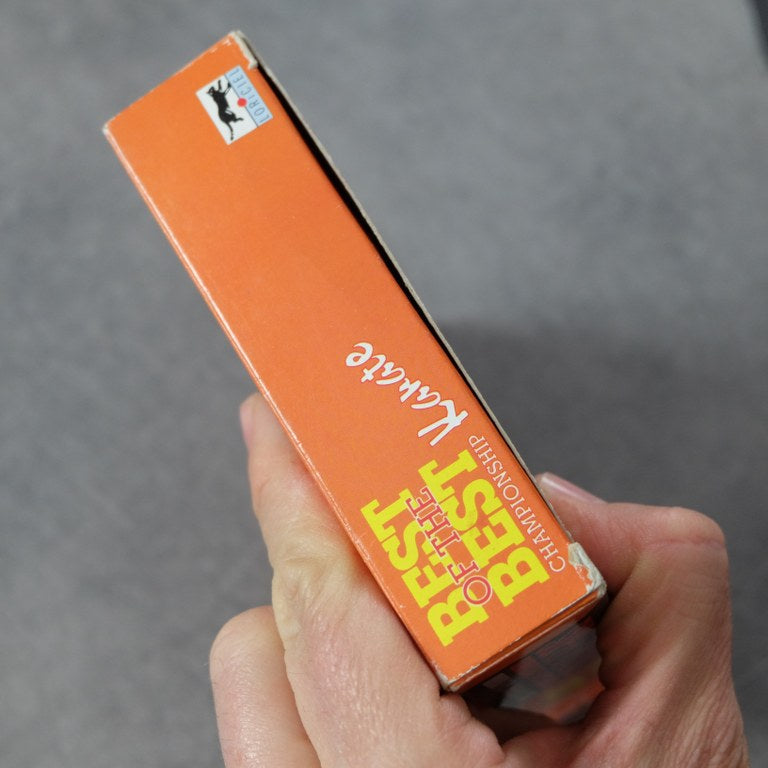 BEST
OF THE
BEST
CHAMPIONSHIP
Karate
LORICIEL